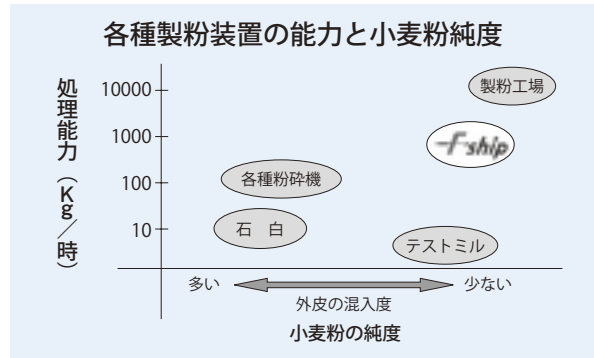 各種製粉装置の能力と小麦粉純度
処理能力（Kg／時）
10000
1000
100
10
製粉工場
F ship
各種粉砕機
石 白
テストミル
多い
少ない
外皮の混入度
小麦粉の純度